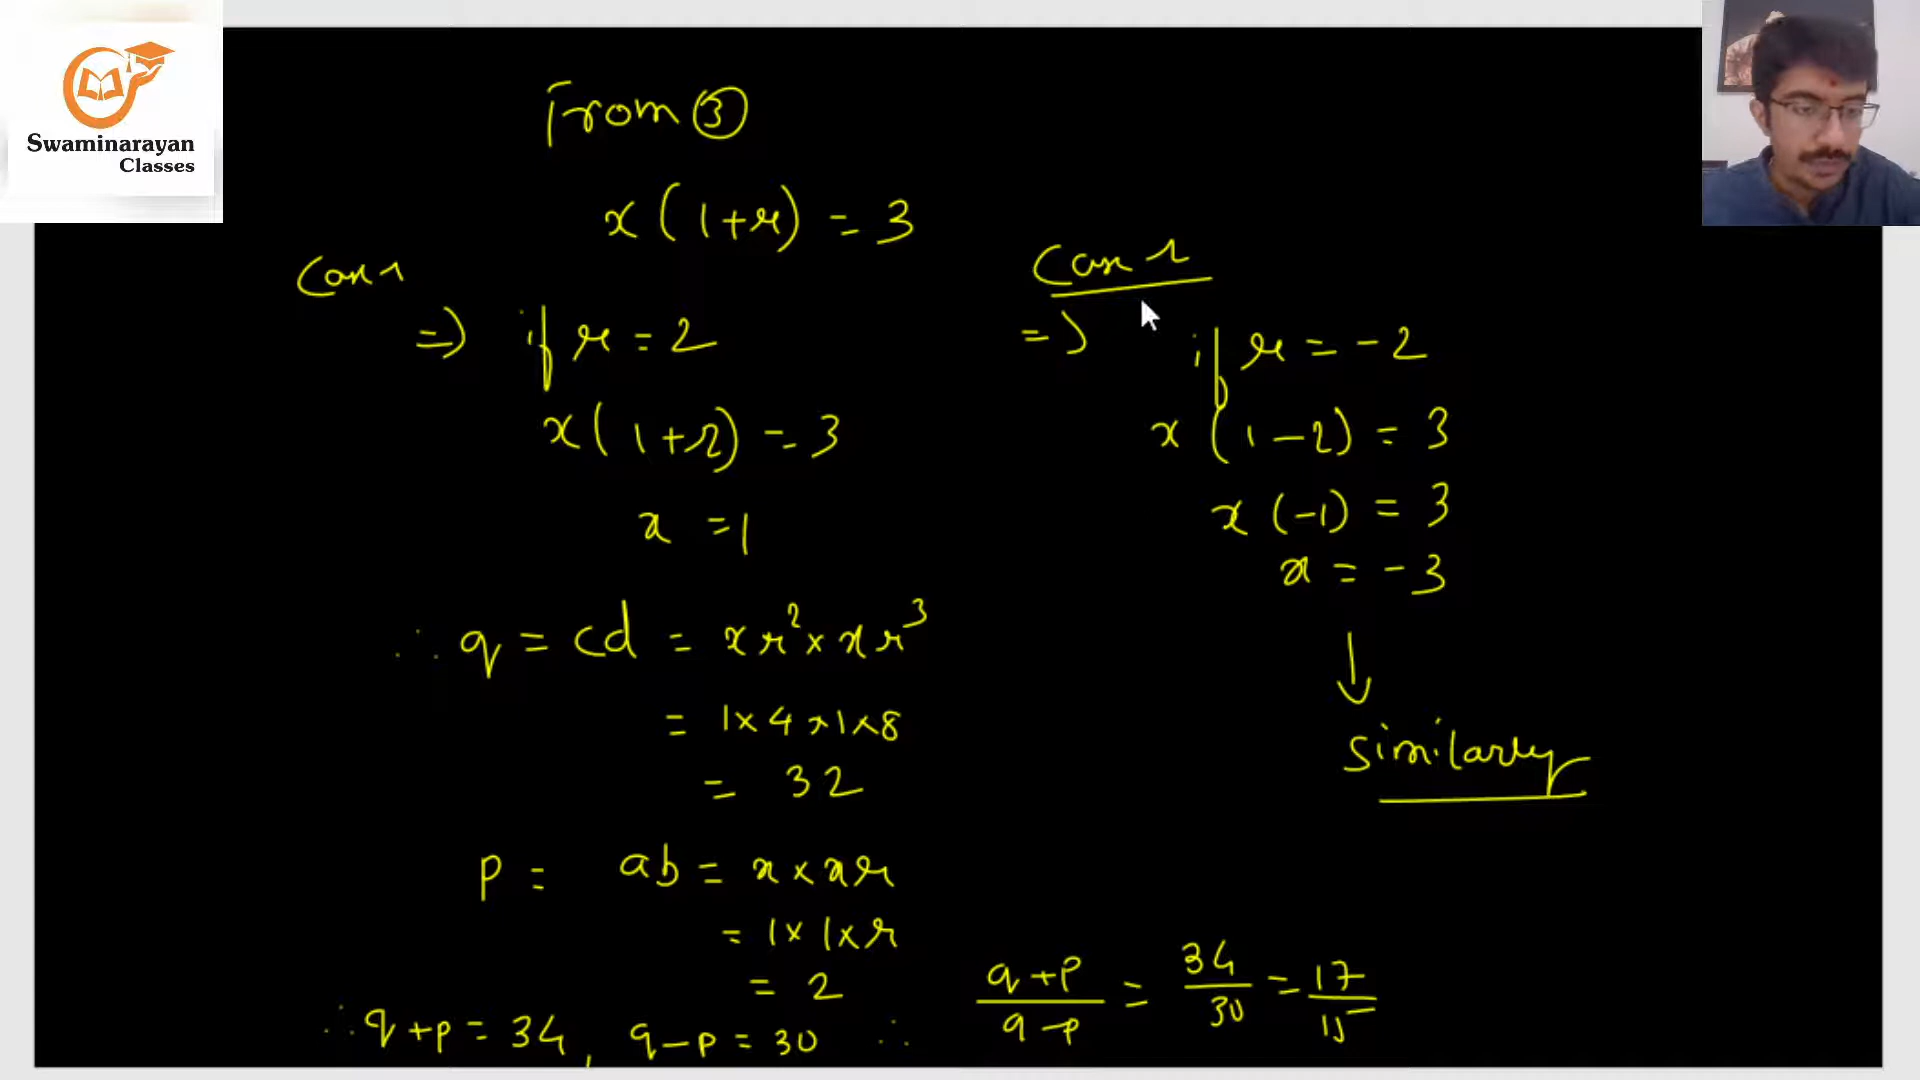 Swaminarayan
Classes
From ③
x(1+r) = 3
Case 1
=) if r = 2
x(1+2) = 3
x = 1
∴ q = cd = xr² × xr³
= 1×4×1×8
= 32
p = ab = x × xr
= 1×1×2
= 2
∴ q+p = 34, q-p = 30 ∴ (q+p)/(q-p) = 34/30 = 17/15
Case 2
=) if r = -2
x(1-2) = 3
x(-1) = 3
x = -3
↓
similarly